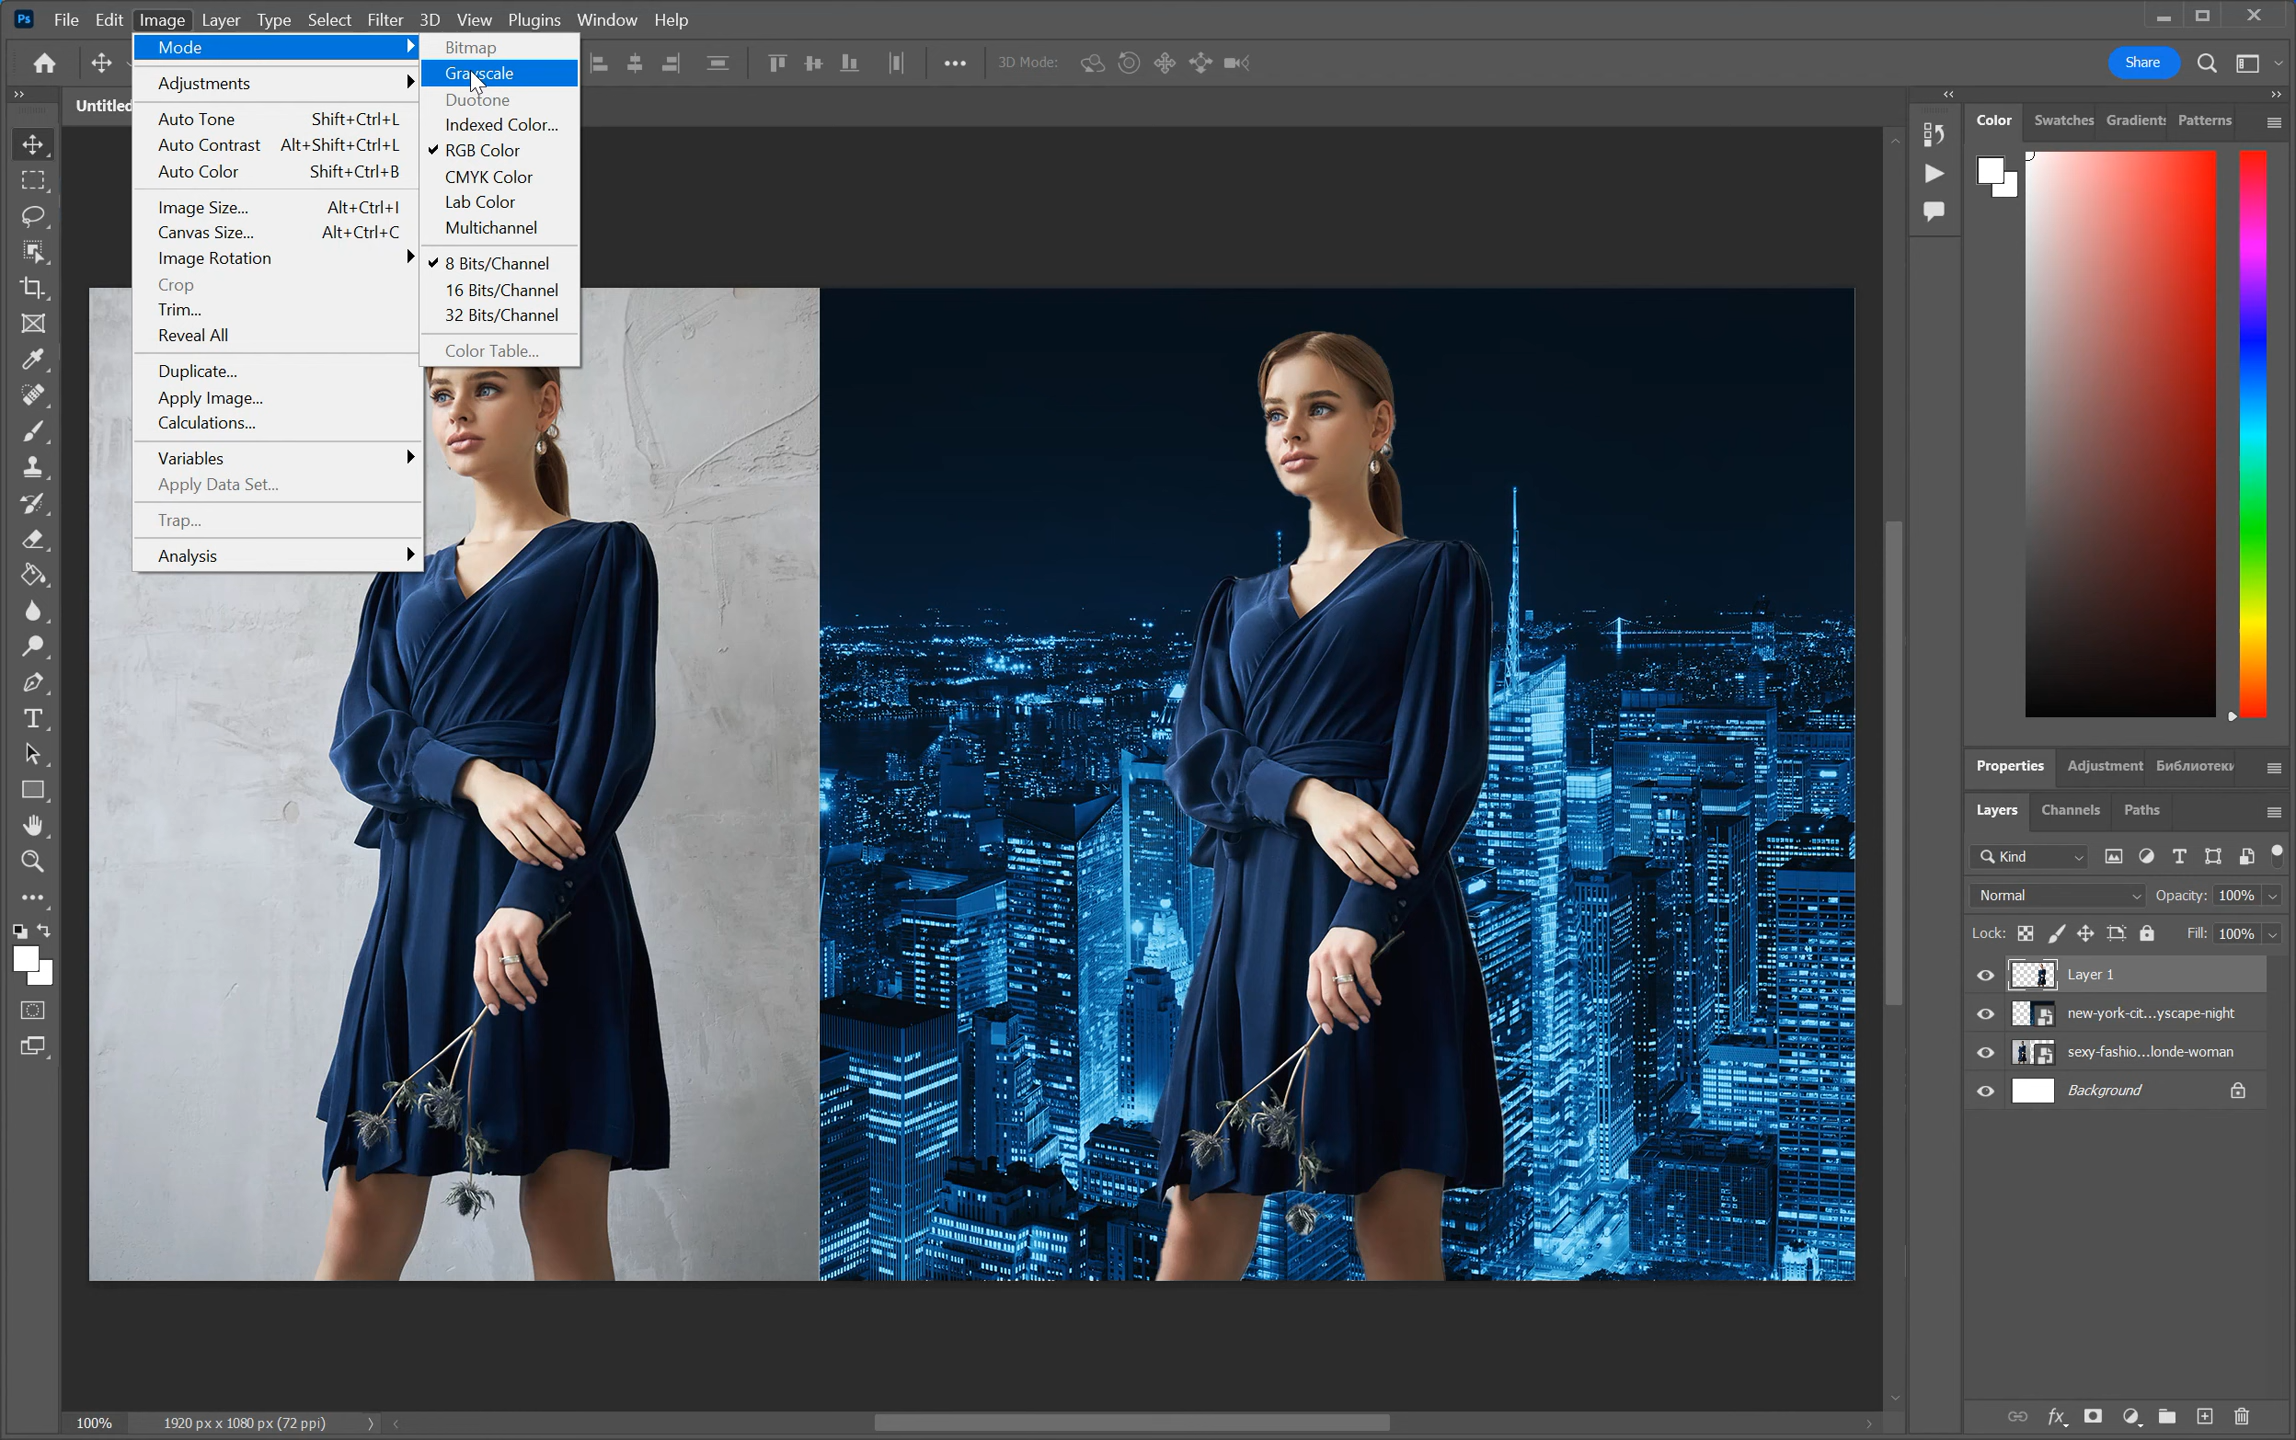 Ps File Edit Image Layer Type Select Filter 3D View Plugins Window Help
3D Mode:
Share
Untitled
Mode
Adjustments
Auto Tone Shift+Ctrl+L
Auto Contrast Alt+Shift+Ctrl+L
Auto Color Shift+Ctrl+B
Image Size... Alt+Ctrl+I
Canvas Size... Alt+Ctrl+C
Image Rotation
Crop
Trim...
Reveal All
Duplicate...
Apply Image...
Calculations...
Variables
Apply Data Set...
Trap...
Analysis
Bitmap
Grayscale
Duotone
Indexed Color...
RGB Color
CMYK Color
Lab Color
Multichannel
8 Bits/Channel
16 Bits/Channel
32 Bits/Channel
Color Table...
Color Swatches Gradients Patterns
Properties Adjustment Библиотеки
Layers Channels Paths
Kind
Normal Opacity: 100%
Lock: Fill: 100%
Layer 1
new-york-cit...yscape-night
sexy-fashio...londe-woman
Background
100% 1920 px x 1080 px (72 ppi)
fx